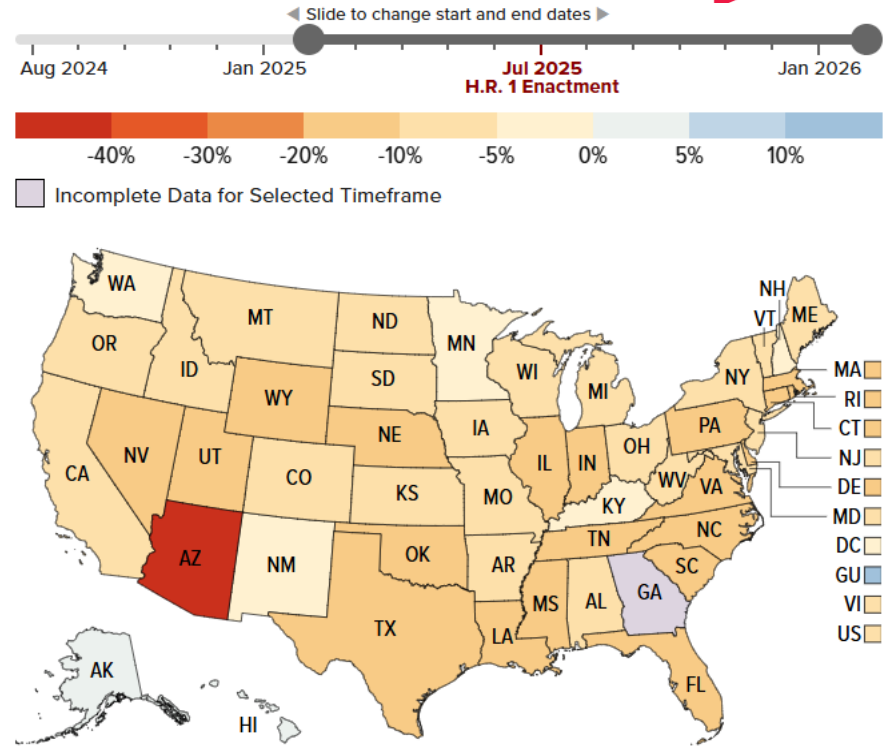 ◀ Slide to change start and end dates ▶
Aug 2024 Jan 2025 Jul 2025 Jan 2026
H.R. 1 Enactment
-40% -30% -20% -10% -5% 0% 5% 10%
Incomplete Data for Selected Timeframe
WA
MT
ND
MN
NH
VT
ME
OR
ID
SD
WI
MI
NY
MA
WY
RI
NV
UT
NE
IA
IL
IN
OH
PA
CT
NJ
CA
CO
KS
MO
WV
VA
DE
KY
MD
AZ
NM
OK
AR
TN
NC
DC
SC
GU
TX
LA
MS
AL
GA
VI
US
AK
HI
FL